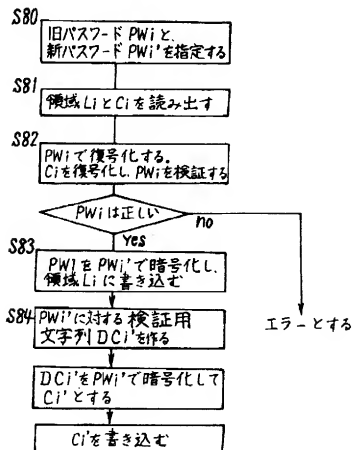 S80
旧パスワード PWiと、
新パスワード PWi'を指定する
S81
領域LiとCiを読み出す
S82
PWiで復号化する。
Ciを復号化し、PWiを検証する
PWiは正しい
no
yes
S83
PW1をPWi'で暗号化し、
領域Liに書き込む
S84
PWi'に対する検証用
文字列DCi'を作る
エラーとする
DCi'をPWi'で暗号化して
Ci'とする
Ci'を書き込む